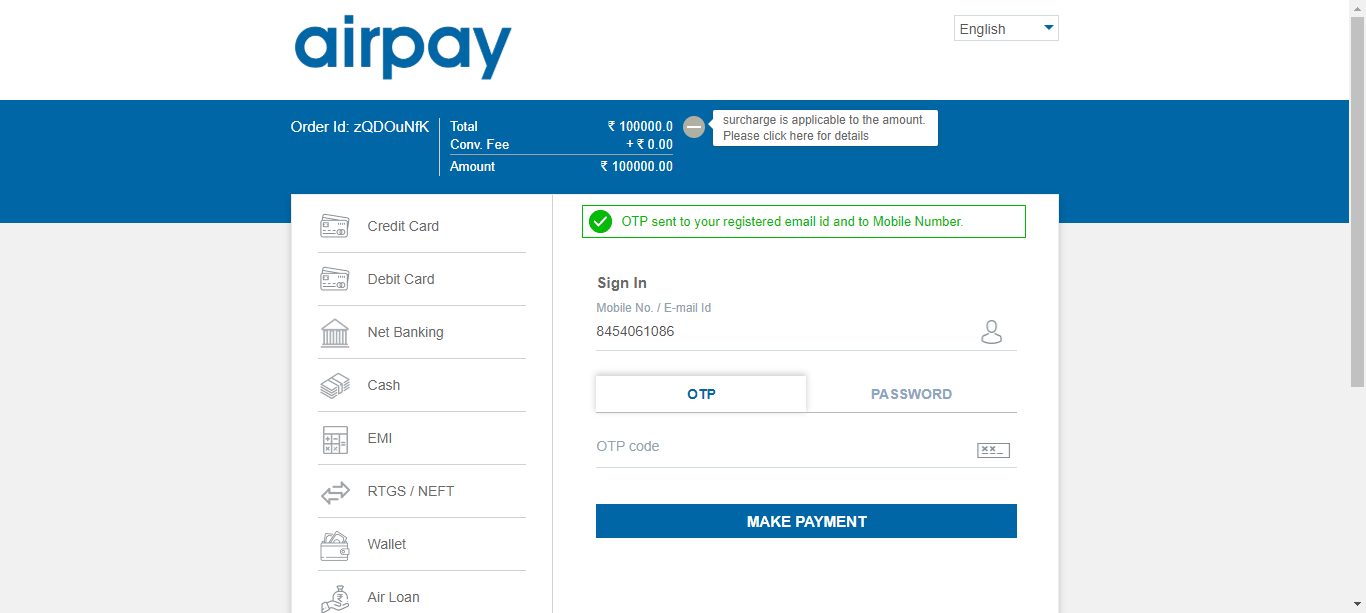 airpay
English
Order Id: zQDOuNfK
Total ₹ 100000.0
Conv. Fee + ₹ 0.00
Amount ₹ 100000.00
surcharge is applicable to the amount.
Please click here for details
Credit Card
Debit Card
Net Banking
Cash
EMI
RTGS / NEFT
Wallet
Air Loan
OTP sent to your registered email id and to Mobile Number.
Sign In
Mobile No. / E-mail Id
8454061086
OTP PASSWORD
OTP code
MAKE PAYMENT